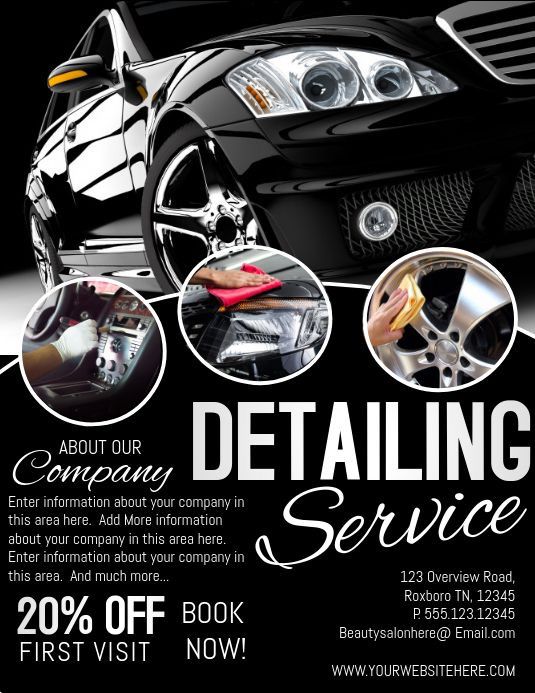 DETAILING
Service
ABOUT OUR
Company
Enter information about your company in
this area here. Add More information
about your company in this area here.
Enter information about your company in
this area. And much more...
20% OFF
FIRST VISIT
BOOK
NOW!
123 Overview Road,
Roxboro TN, 12345
P. 555.123.12345
Beautysalonhere@ Email.com
WWW.YOURWEBSITEHERE.COM